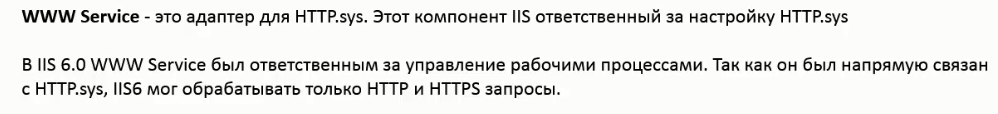 WWW Service - это адаптер для HTTP.sys. Этот компонент IIS ответственный за настройку HTTP.sys
В IIS 6.0 WWW Service был ответственным за управление рабочими процессами. Так как он был напрямую связан
с HTTP.sys, IIS6 мог обрабатывать только HTTP и HTTPS запросы.